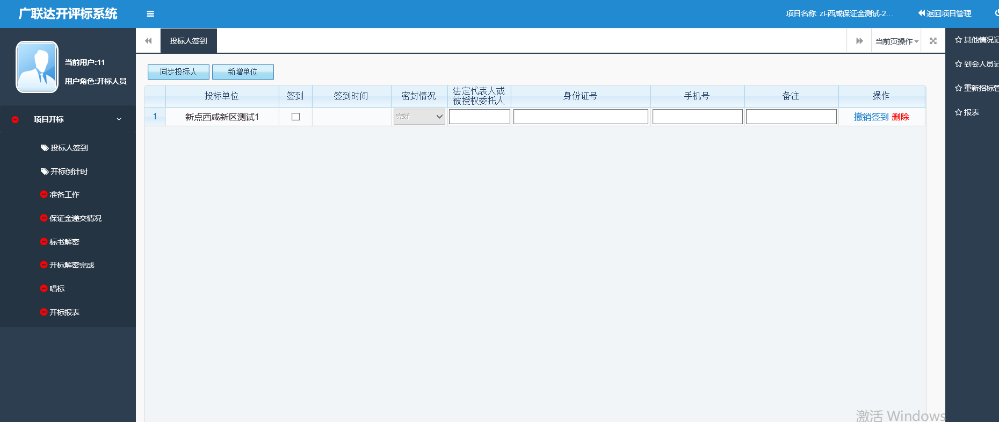 广联达开评标系统
项目名称: zl-西咸保证金测试-2...
返回项目管理
当前用户:11
用户角色:开标人员
项目开标
投标人签到
开标倒计时
准备工作
保证金递交情况
标书解密
开标解密完成
唱标
开标报表
投标人签到
当前页操作
同步投标人 新增单位
投标单位 签到 签到时间 密封情况 法定代表人或
被授权委托人 身份证号 手机号 备注 操作
1 新点西咸新区测试1 完好 撤销签到 删除
其他情况记
到会人员记
重新招标管
报表
激活 Windows